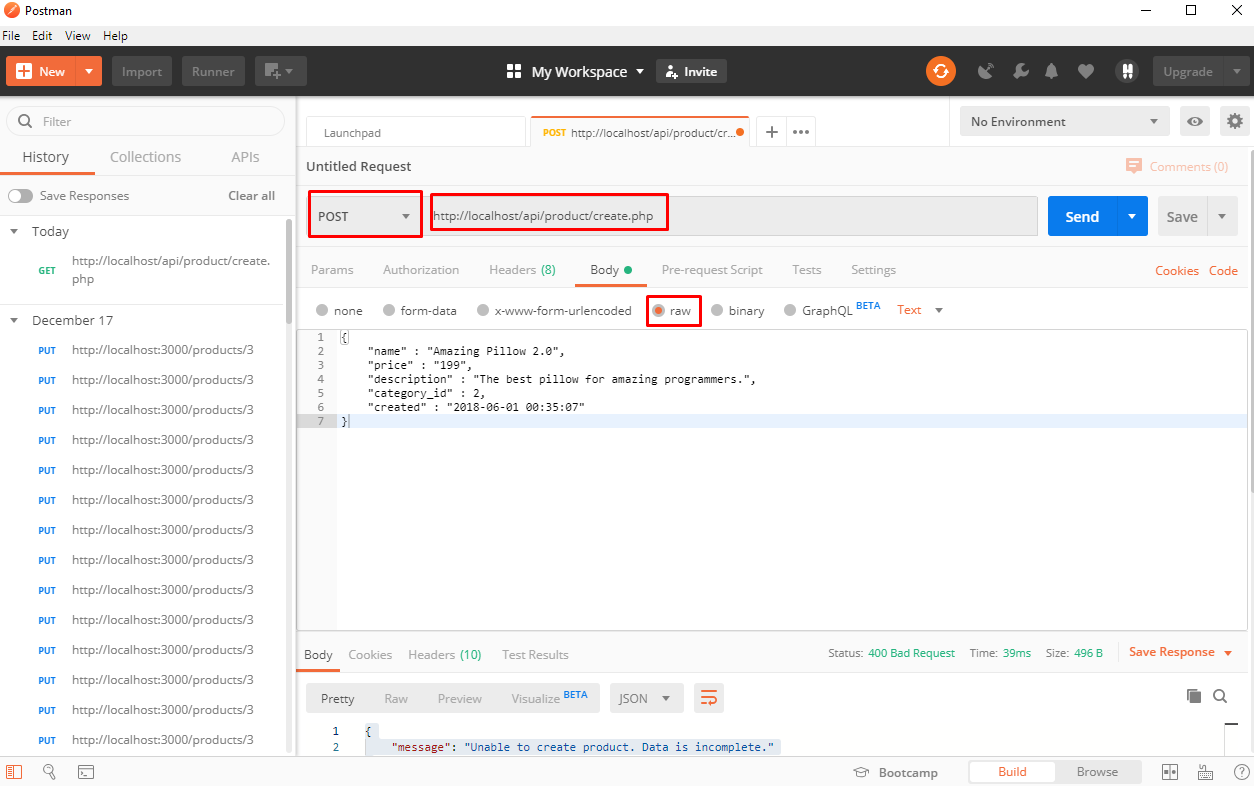 Postman
File Edit View Help
New Import Runner My Workspace Invite Upgrade
Filter
History Collections APIs
Save Responses Clear all
Today
GET http://localhost/api/product/create.
php
December 17
PUT http://localhost:3000/products/3
PUT http://localhost:3000/products/3
PUT http://localhost:3000/products/3
PUT http://localhost:3000/products/3
PUT http://localhost:3000/products/3
PUT http://localhost:3000/products/3
PUT http://localhost:3000/products/3
PUT http://localhost:3000/products/3
PUT http://localhost:3000/products/3
PUT http://localhost:3000/products/3
PUT http://localhost:3000/products/3
PUT http://localhost:3000/products/3
PUT http://localhost:3000/products/3
PUT http://localhost:3000/products/3
Launchpad POST http://localhost/api/product/cr... No Environment
Untitled Request Comments (0)
POST http://localhost/api/product/create.php Send Save
Params Authorization Headers (8) Body Pre-request Script Tests Settings Cookies Code
none form-data x-www-form-urlencoded raw binary GraphQL BETA Text
1 {
2 "name" : "Amazing Pillow 2.0",
3 "price" : "199",
4 "description" : "The best pillow for amazing programmers.",
5 "category_id" : 2,
6 "created" : "2018-06-01 00:35:07"
7 }
Body Cookies Headers (10) Test Results Status: 400 Bad Request Time: 39ms Size: 496 B Save Response
Pretty Raw Preview Visualize BETA JSON
1 {
2 "message": "Unable to create product. Data is incomplete."
Bootcamp Build Browse